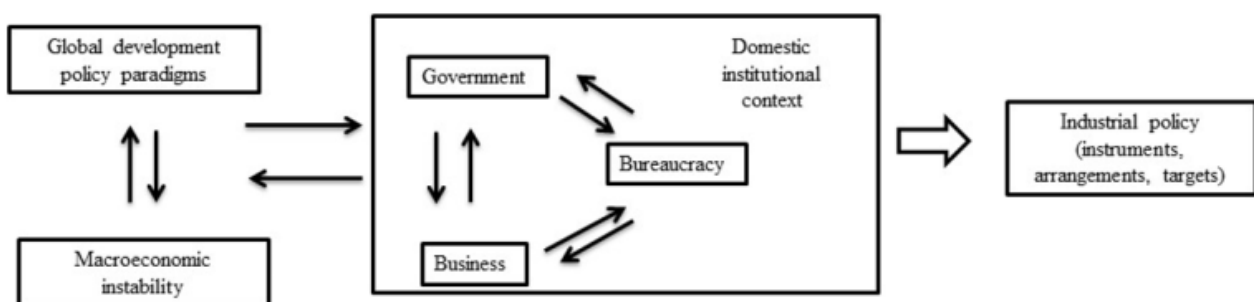 Global development
policy paradigms
Macroeconomic
instability
Domestic
institutional
context
Government
Bureaucracy
Business
Industrial policy
(instruments,
arrangements, targets)